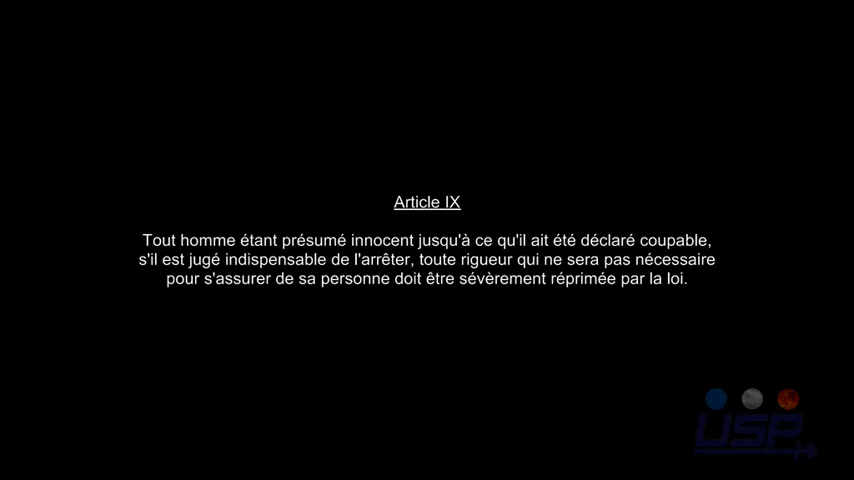 Article IX
Tout homme étant présumé innocent jusqu'à ce qu'il ait été déclaré coupable,
s'il est jugé indispensable de l'arrêter, toute rigueur qui ne sera pas nécessaire
pour s'assurer de sa personne doit être sévèrement réprimée par la loi.
USP